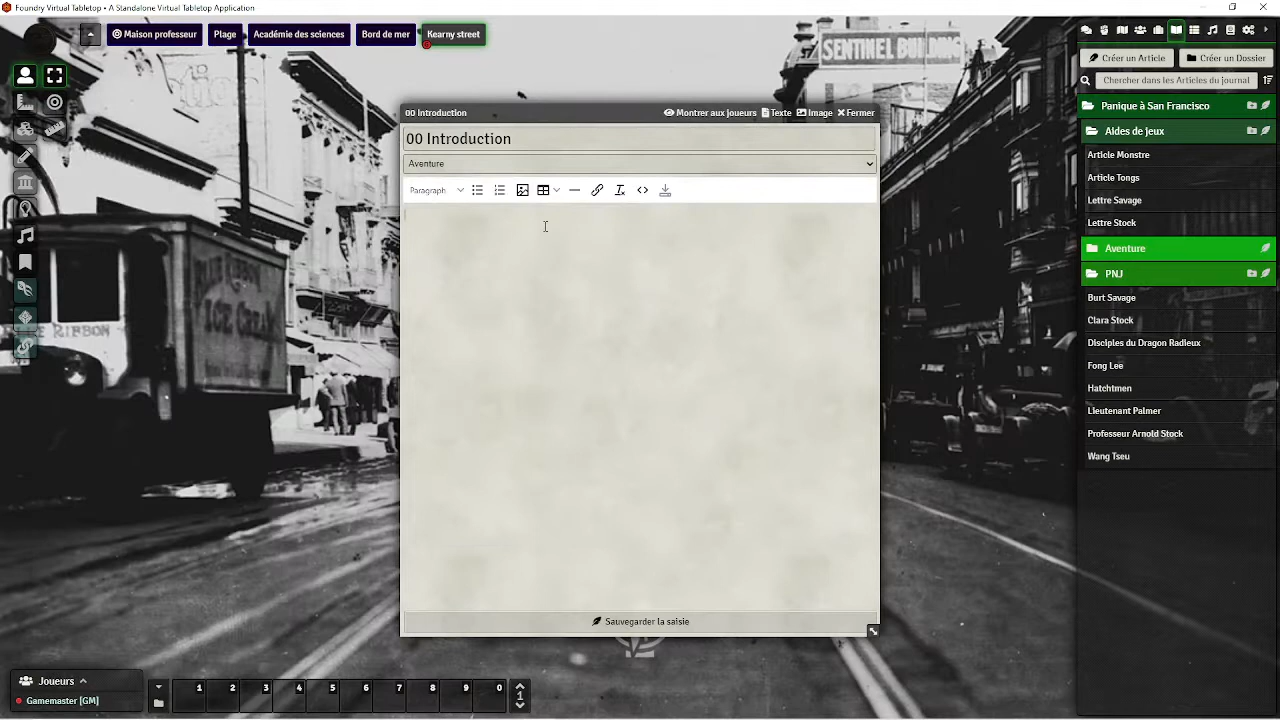 Foundry Virtual Tabletop • A Standalone Virtual Tabletop Application
Maison professeur
Plage
Académie des sciences
Bord de mer
Kearny street
SENTINEL BUILDING
Créer un Article
Créer un Dossier
Chercher dans les Articles du journal
Panique à San Francisco
Aides de jeux
Article Monstre
Article Tongs
Lettre Savage
Lettre Stock
Aventure
PNJ
Burt Savage
Clara Stock
Disciples du Dragon Radieux
Fong Lee
Hatchtmen
Lieutenant Palmer
Professeur Arnold Stock
Wang Tseu
00 Introduction
Montrer aux joueurs
Texte
Image
Fermer
00 Introduction
Aventure
Paragraph
Sauvegarder la saisie
BLUE RIBBON
ICE CREAM
RIBBON
Joueurs
Gamemaster [GM]
1 2 3 4 5 6 7 8 9 0
1